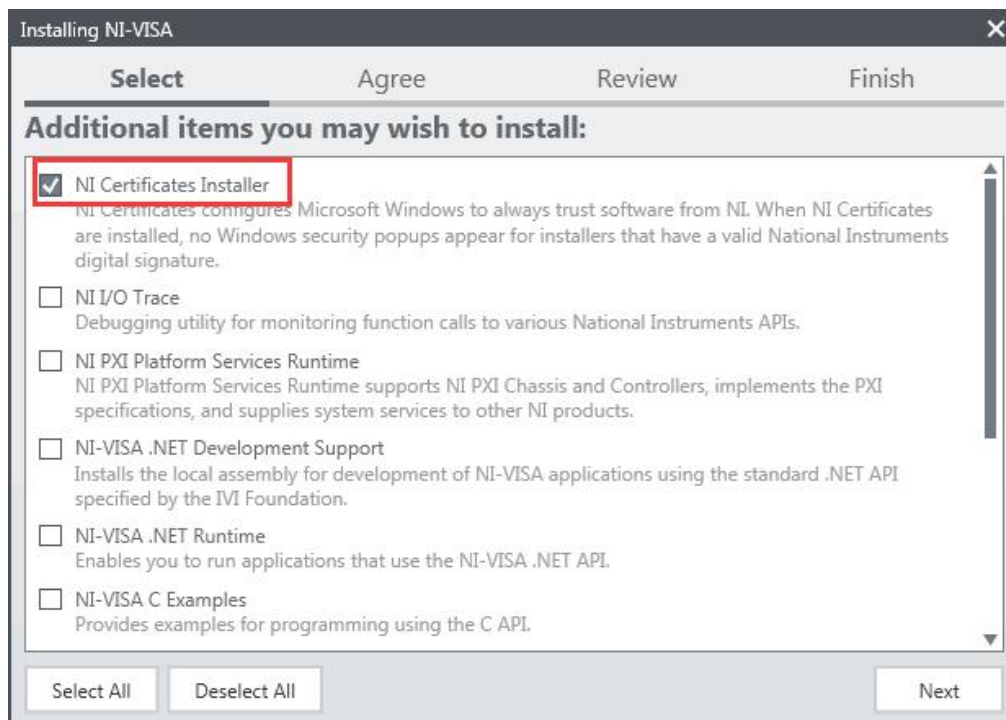 Installing NI-VISA
Select
Agree
Review
Finish
Additional items you may wish to install:
NI Certificates Installer
NI Certificates configures Microsoft Windows to always trust software from NI. When NI Certificates
are installed, no Windows security popups appear for installers that have a valid National Instruments
digital signature.
NI I/O Trace
Debugging utility for monitoring function calls to various National Instruments APIs.
NI PXI Platform Services Runtime
NI PXI Platform Services Runtime supports NI PXI Chassis and Controllers, implements the PXI
specifications, and supplies system services to other NI products.
NI-VISA .NET Development Support
Installs the local assembly for development of NI-VISA applications using the standard .NET API
specified by the IVI Foundation.
NI-VISA .NET Runtime
Enables you to run applications that use the NI-VISA .NET API.
NI-VISA C Examples
Provides examples for programming using the C API.
Select All
Deselect All
Next